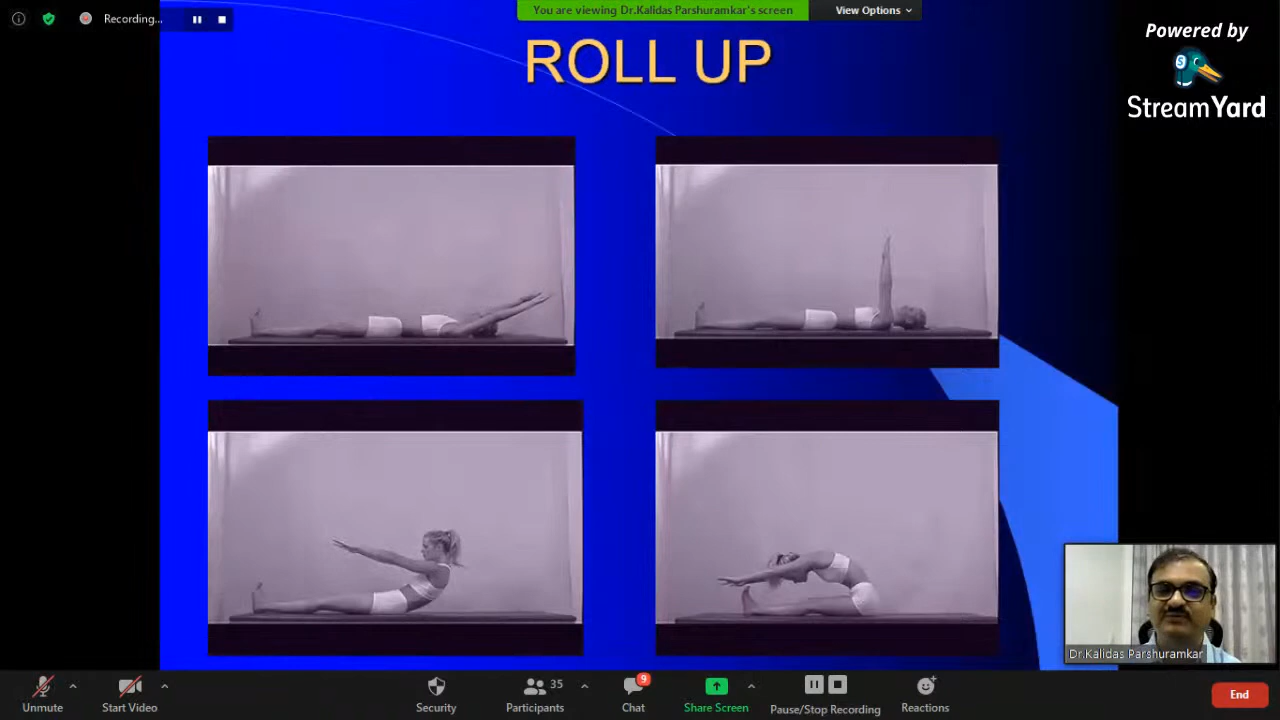 Recording...
You are viewing Dr.Kalidas Parshuramkar's screen
View Options
Powered by
S
StreamYard
ROLL UP
Dr.Kalidas Parshuramkar
Unmute
Start Video
Security
35
Participants
9
Chat
Share Screen
Pause/Stop Recording
Reactions
End